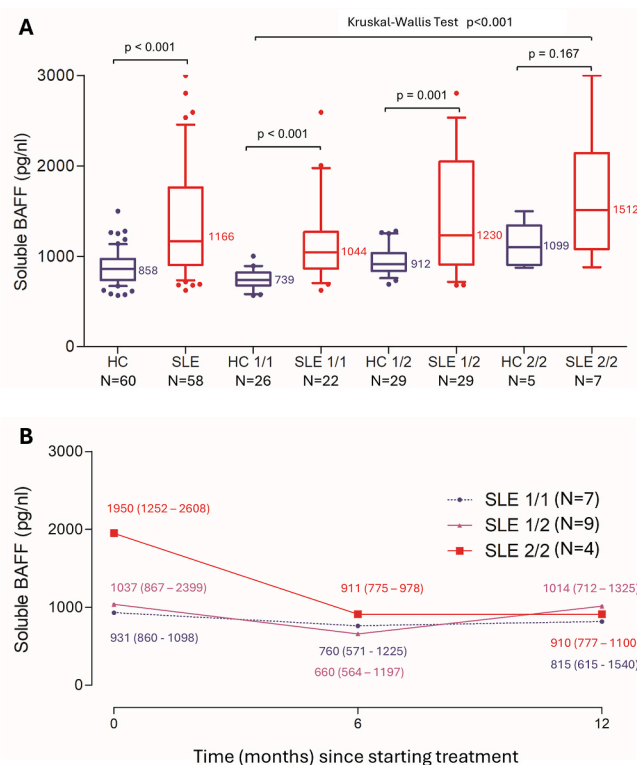 A
Kruskal-Wallis Test p<0.001
p < 0.001
p = 0.167
p = 0.001
p < 0.001
Soluble BAFF (pg/nl)
3000
2000
1000
0
858
1166
739
1044
912
1230
1099
1512
HC SLE HC 1/1 SLE 1/1 HC 1/2 SLE 1/2 HC 2/2 SLE 2/2
N=60 N=58 N=26 N=22 N=29 N=29 N=5 N=7
B
Soluble BAFF (pg/nl)
3000
2000
1000
0
SLE 1/1 (N=7)
SLE 1/2 (N=9)
SLE 2/2 (N=4)
1950 (1252 – 2608)
1037 (867 – 2399)
931 (860 - 1098)
911 (775 – 978)
760 (571 - 1225)
660 (564 – 1197)
1014 (712 – 1325)
910 (777 – 1100
815 (615 - 1540)
0 6 12
Time (months) since starting treatment